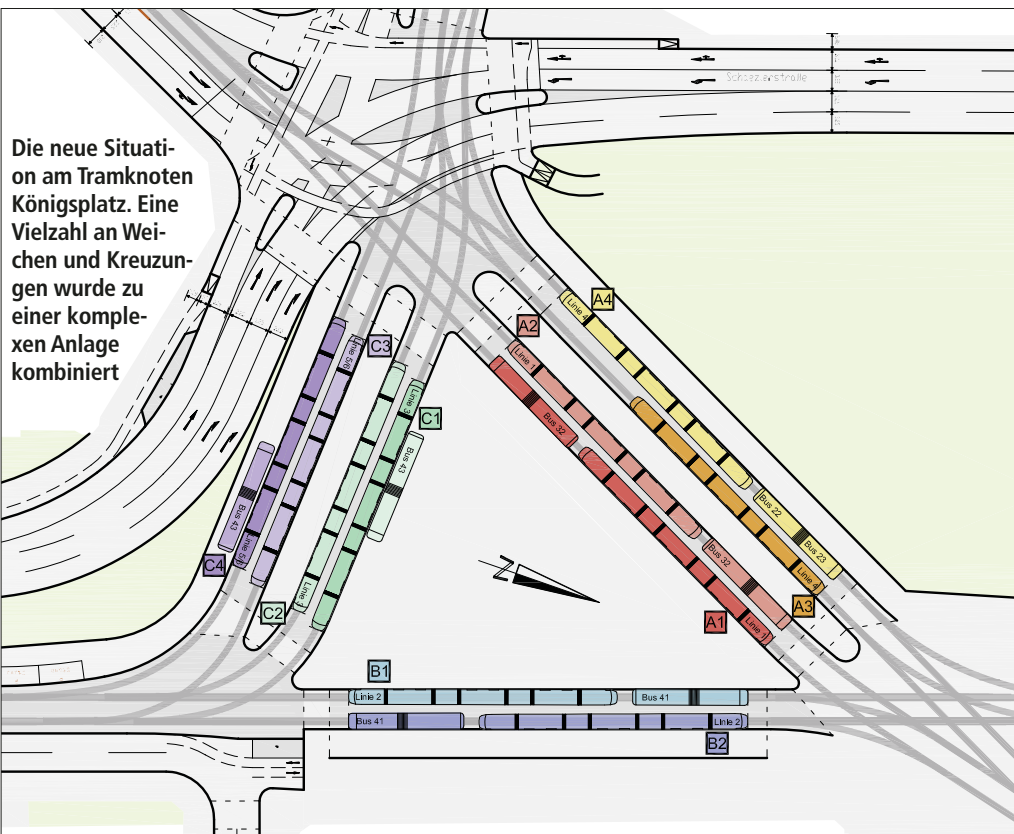 Schaezlerstraße
Die neue Situati-
on am Tramknoten
Königsplatz. Eine
Vielzahl an Wei-
chen und Kreuzun-
gen wurde zu
einer komple-
xen Anlage
kombiniert
A4
Linie 4
A2
Linie 1
C3
Linie 5/6
C1
Linie 3
Bus 32
Bus 43
Bus 22
Bus 23
Bus 43
Linie 5/6
Bus 32
C4
Linie 3
Linie 4
C2
A3
A1
Linie 1
B1
Linie 2
Bus 41
Bus 41
Linie 2
B2
N